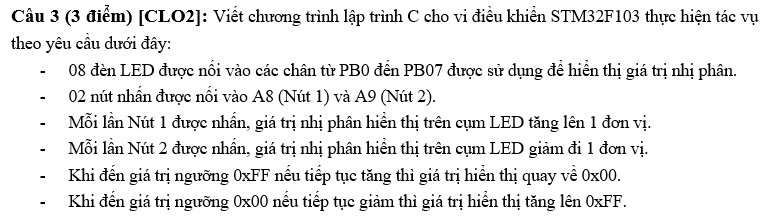 Câu 3 (3 điểm) [CLO2]: Viết chương trình lập trình C cho vi điều khiển STM32F103 thực hiện tác vụ
theo yêu cầu dưới đây:
- 08 đèn LED được nối vào các chân từ PB0 đến PB07 được sử dụng để hiển thị giá trị nhị phân.
- 02 nút nhấn được nối vào A8 (Nút 1) và A9 (Nút 2).
- Mỗi lần Nút 1 được nhấn, giá trị nhị phân hiển thị trên cụm LED tăng lên 1 đơn vị.
- Mỗi lần Nút 2 được nhấn, giá trị nhị phân hiển thị trên cụm LED giảm đi 1 đơn vị.
- Khi đến giá trị ngưỡng 0xFF nếu tiếp tục tăng thì giá trị hiển thị quay về 0x00.
- Khi đến giá trị ngưỡng 0x00 nếu tiếp tục giảm thì giá trị hiển thị tăng lên 0xFF.